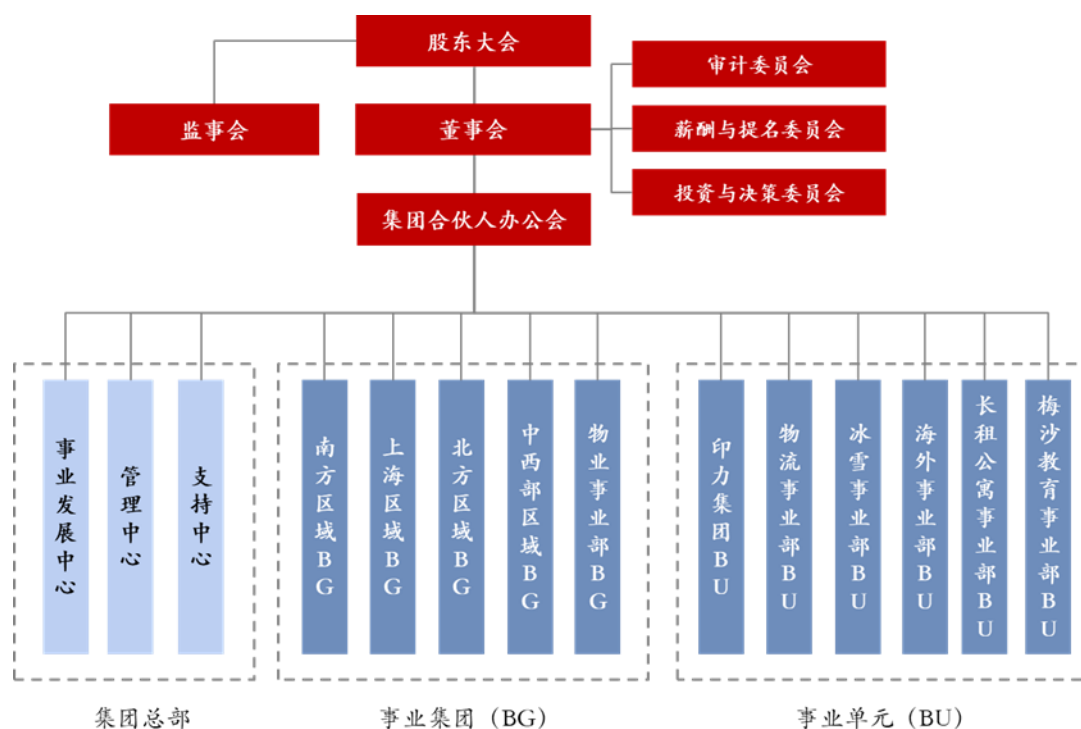 股东大会
审计委员会
监事会
董事会
薪酬与提名委员会
投资与决策委员会
集团合伙人办公会
事业发展中心
管理中心
支持中心
南方区域BG
上海区域BG
北方区域BG
中西部区域BG
物业事业部BG
印力集团BU
物流事业部BU
冰雪事业部BU
海外事业部BU
长租公寓事业部BU
梅沙教育事业部BU
集团总部
事业集团（BG）
事业单元（BU）